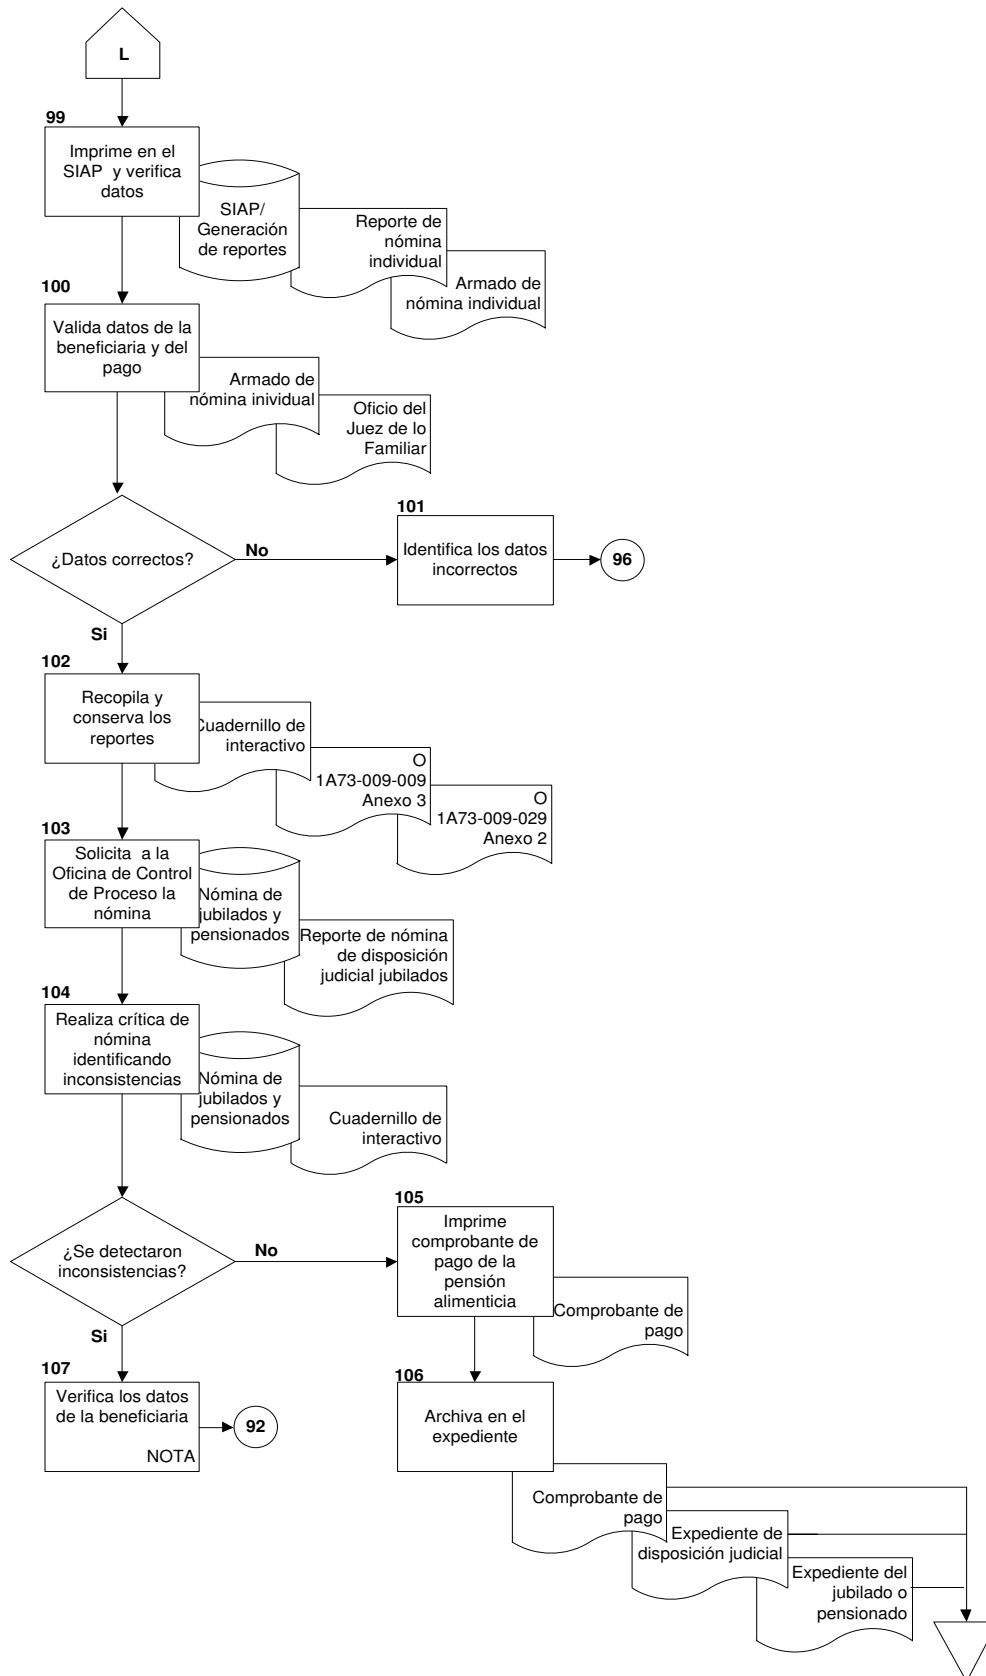 L
99
Imprime en el
SIAP y verifica
datos
SIAP/
Generación
de reportes
Reporte de
nómina
individual
Armado de
nómina individual
100
Valida datos de la
beneficiaria y del
pago
Armado de
nómina inividual
Oficio del
Juez de lo
Familiar
¿Datos correctos?
No
101
Identifica los datos
incorrectos
96
Si
102
Recopila y
conserva los
reportes
Cuadernillo de
interactivo
O
1A73-009-009
Anexo 3
O
1A73-009-029
Anexo 2
103
Solicita a la
Oficina de Control
de Proceso la
nómina
Nómina de
jubilados y
pensionados
Reporte de nómina
de disposición
judicial jubilados
104
Realiza crítica de
nómina
identificando
inconsistencias
Nómina de
jubilados y
pensionados
Cuadernillo de
interactivo
¿Se detectaron
inconsistencias?
No
105
Imprime
comprobante de
pago de la
pensión
alimenticia
Comprobante de
pago
Si
107
Verifica los datos
de la beneficiaria
NOTA
92
106
Archiva en el
expediente
Comprobante de
pago
Expediente de
disposición judicial
Expediente del
jubilado o
pensionado